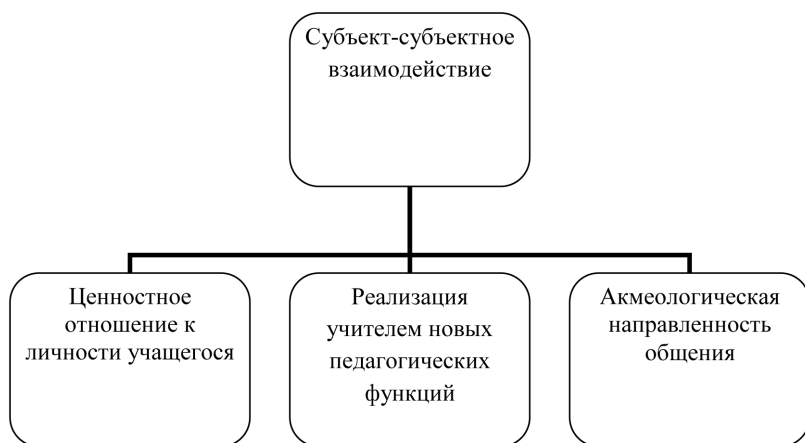 Субъект-субъектное
взаимодействие
Ценностное
отношение к
личности учащегося
Реализация
учителем новых
педагогических
функций
Акмеологическая
направленность
общения